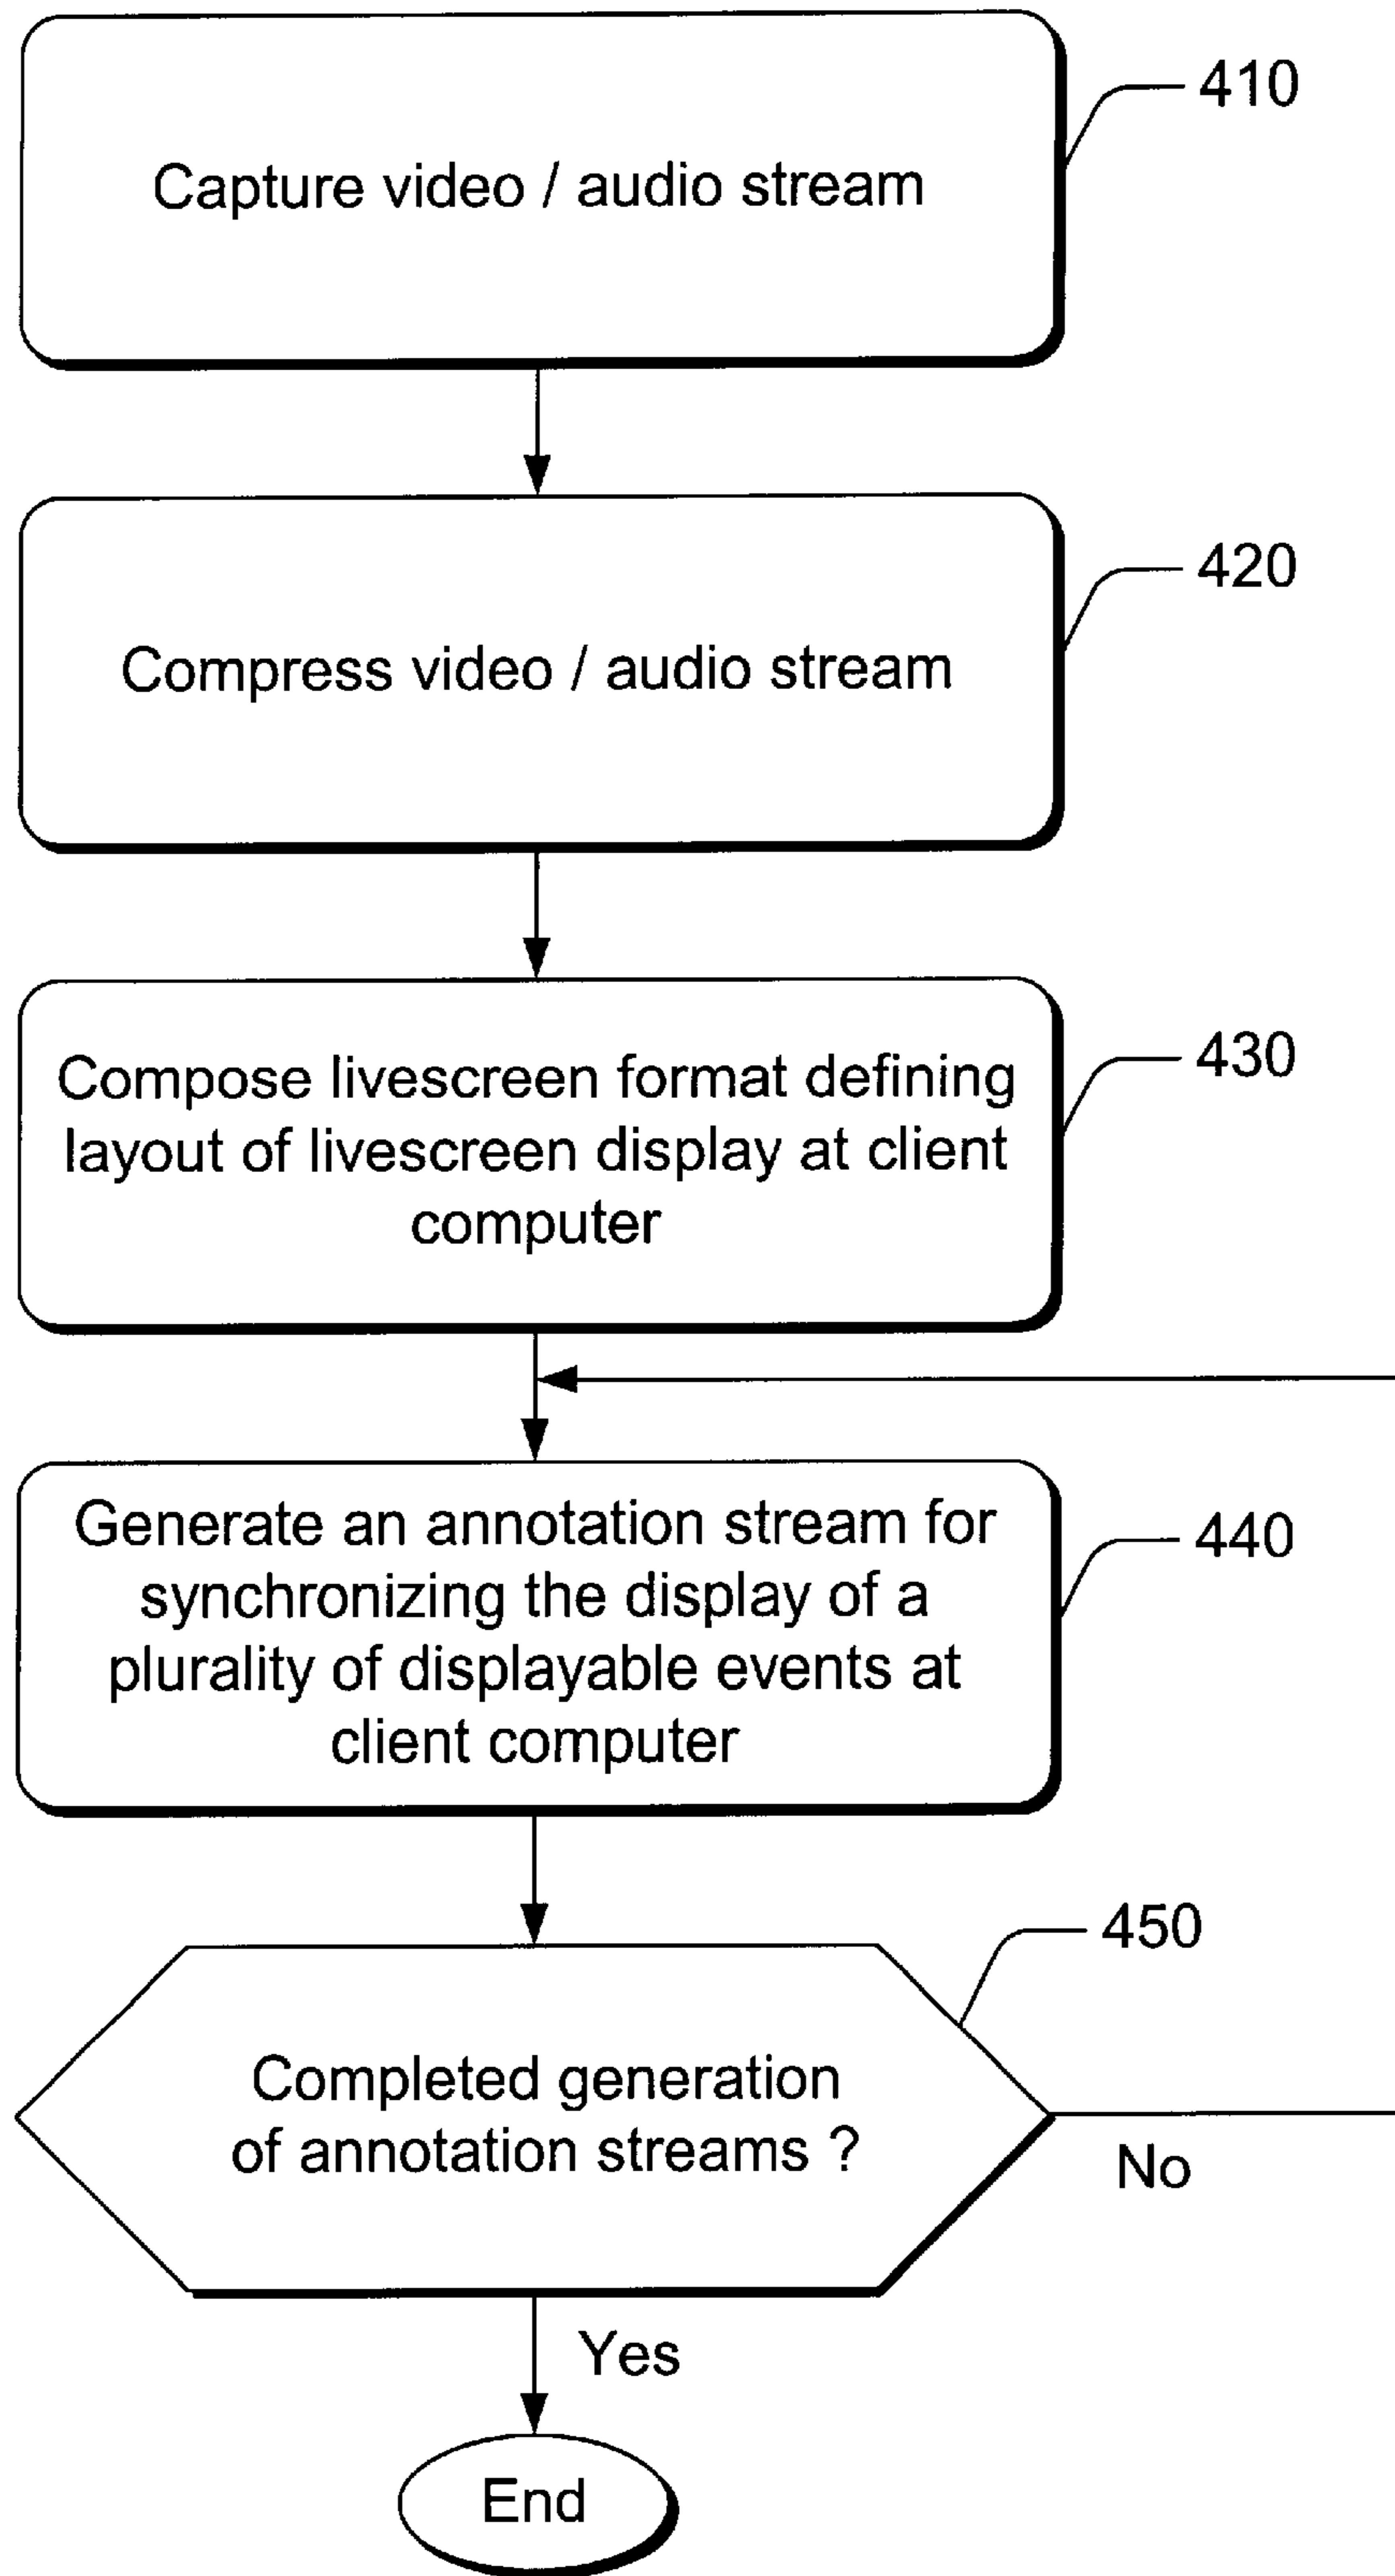 Capture video / audio stream
410
Compress video / audio stream
420
Compose livescreen format defining
layout of livescreen display at client
computer
430
Generate an annotation stream for
synchronizing the display of a
plurality of displayable events at
client computer
440
450
Completed generation
of annotation streams ?
No
Yes
End